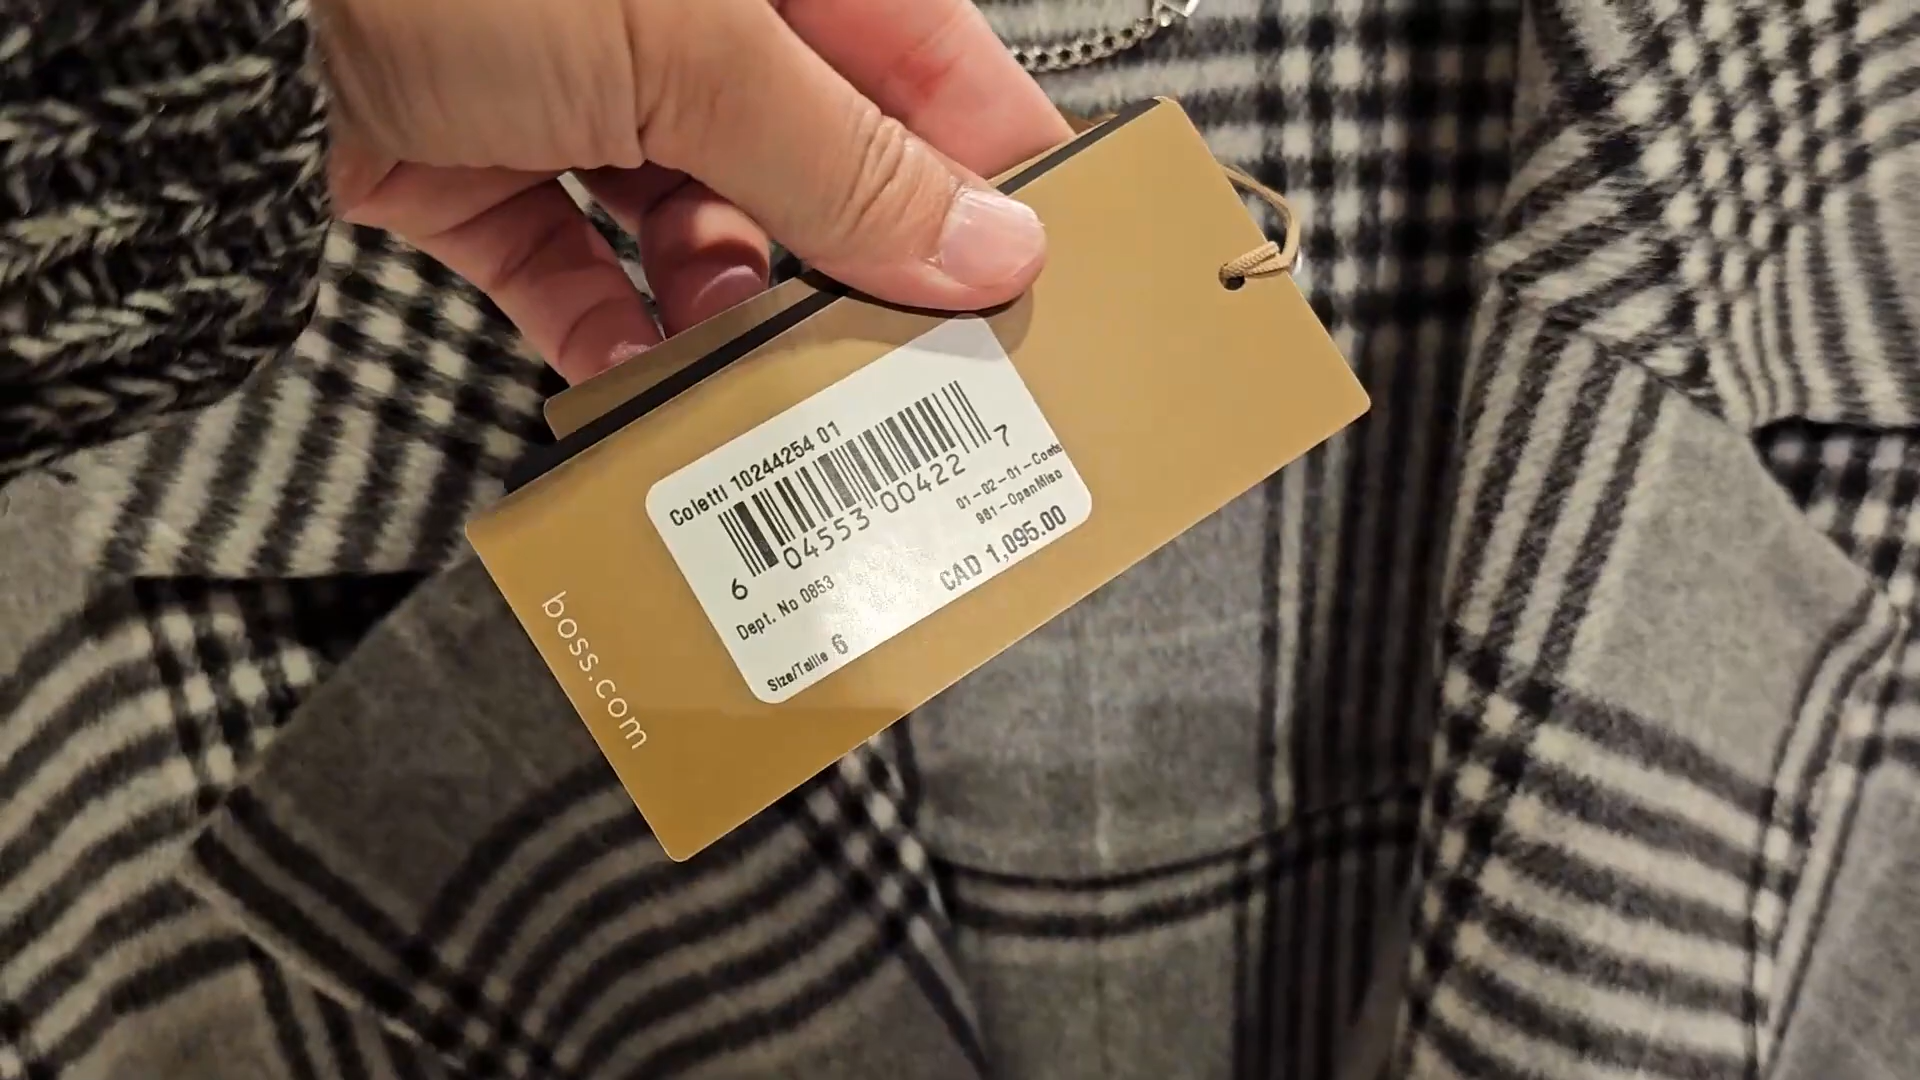 Coletti 10244254 01
6 04553 00422 7
01-02-01-Coats
981-OpenMisc
Dept. No 0853
CAD 1,095.00
Size/Taille 6
boss.com